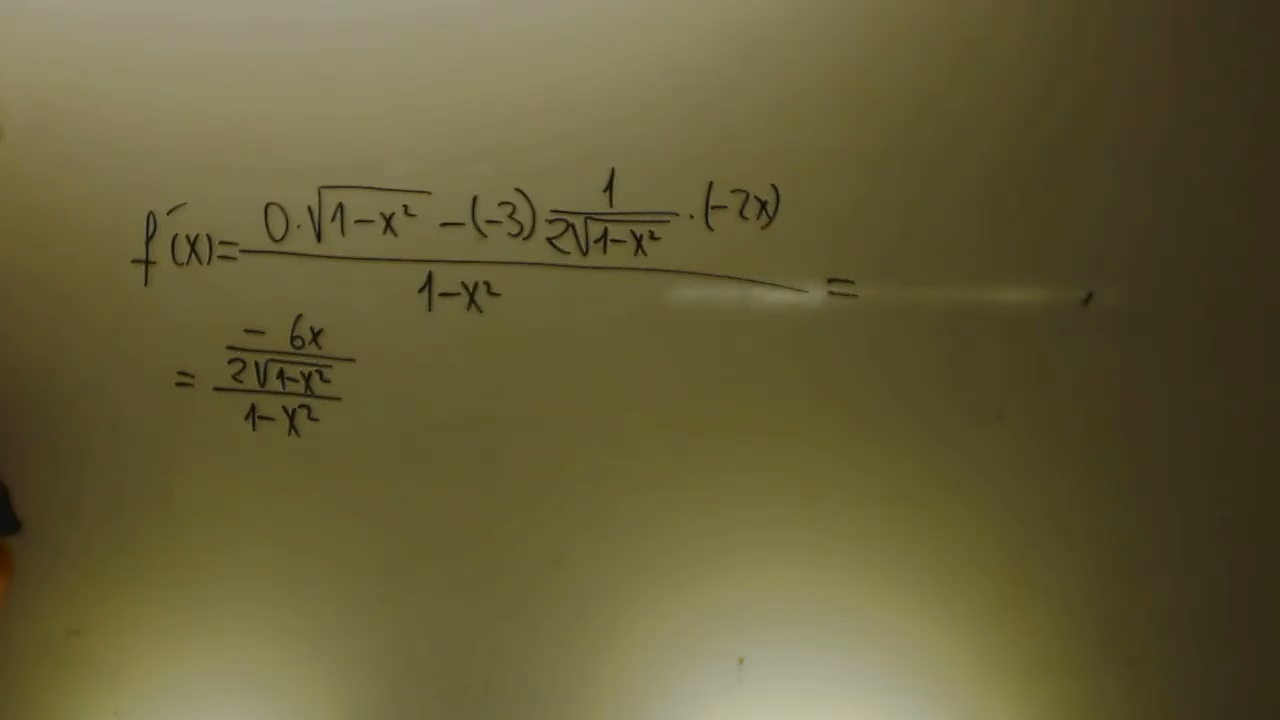 f´(x)= (0·√(1-x²) -(-3) 1/(2√(1-x²)) ·(-2x))/(1-x²) =
= (- 6x/(2√(1-x²)))/(1-x²)